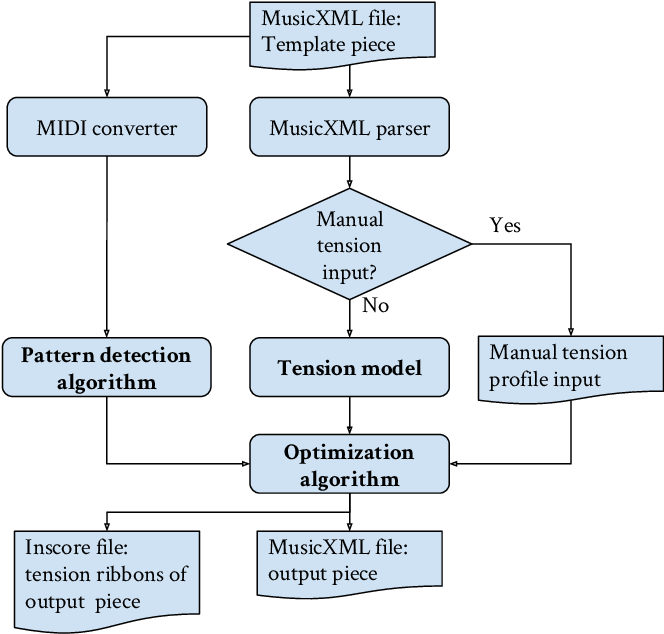 MusicXML file:
Template piece
MIDI converter
MusicXML parser
Manual
tension
input?
Yes
No
Pattern detection
algorithm
Tension model
Manual tension
profile input
Optimization
algorithm
Inscore file:
tension ribbons of
output piece
MusicXML file:
output piece